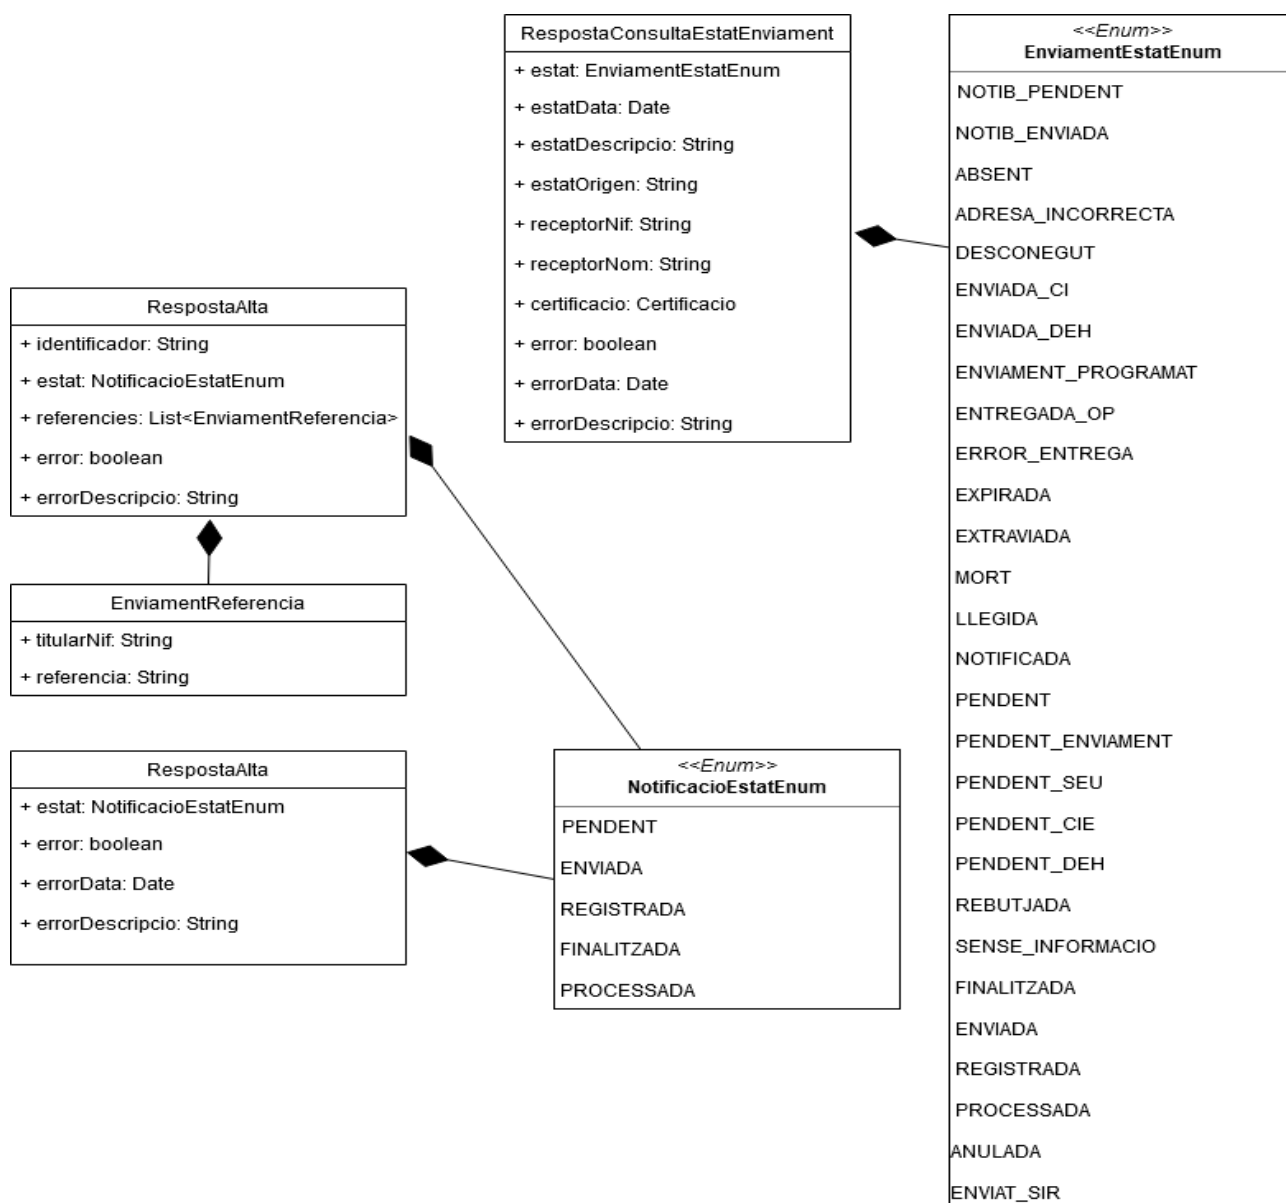 RespostaConsultaEstatEnviament
+ estat: EnviamentEstatEnum
+ estatData: Date
+ estatDescripcio: String
+ estatOrigen: String
+ receptorNif: String
+ receptorNom: String
+ certificacio: Certificacio
+ error: boolean
+ errorData: Date
+ errorDescripcio: String
<<Enum>>
EnviamentEstatEnum
NOTIB_PENDENT
NOTIB_ENVIADA
ABSENT
ADRESA_INCORRECTA
DESCONEGUT
ENVIADA_CI
ENVIADA_DEH
ENVIAMENT_PROGRAMAT
ENTREGADA_OP
ERROR_ENTREGA
EXPIRADA
EXTRAVIADA
MORT
LLEGIDA
NOTIFICADA
PENDENT
PENDENT_ENVIAMENT
PENDENT_SEU
PENDENT_CIE
PENDENT_DEH
REBUTJADA
SENSE_INFORMACIO
FINALITZADA
ENVIADA
REGISTRADA
PROCESSADA
ANULADA
ENVIAT_SIR
RespostaAlta
+ identificador: String
+ estat: NotificacioEstatEnum
+ referencies: List<EnviamentReferencia>
+ error: boolean
+ errorDescripcio: String
EnviamentReferencia
+ titularNif: String
+ referencia: String
RespostaAlta
+ estat: NotificacioEstatEnum
+ error: boolean
+ errorData: Date
+ errorDescripcio: String
<<Enum>>
NotificacioEstatEnum
PENDENT
ENVIADA
REGISTRADA
FINALITZADA
PROCESSADA